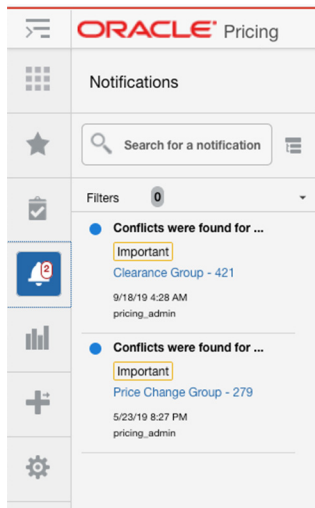 ORACLE® Pricing
Notifications
Search for a notification
Filters 0
2
Conflicts were found for ...
Important
Clearance Group - 421
9/18/19 4:28 AM
pricing_admin
Conflicts were found for ...
Important
Price Change Group - 279
5/23/19 8:27 PM
pricing_admin